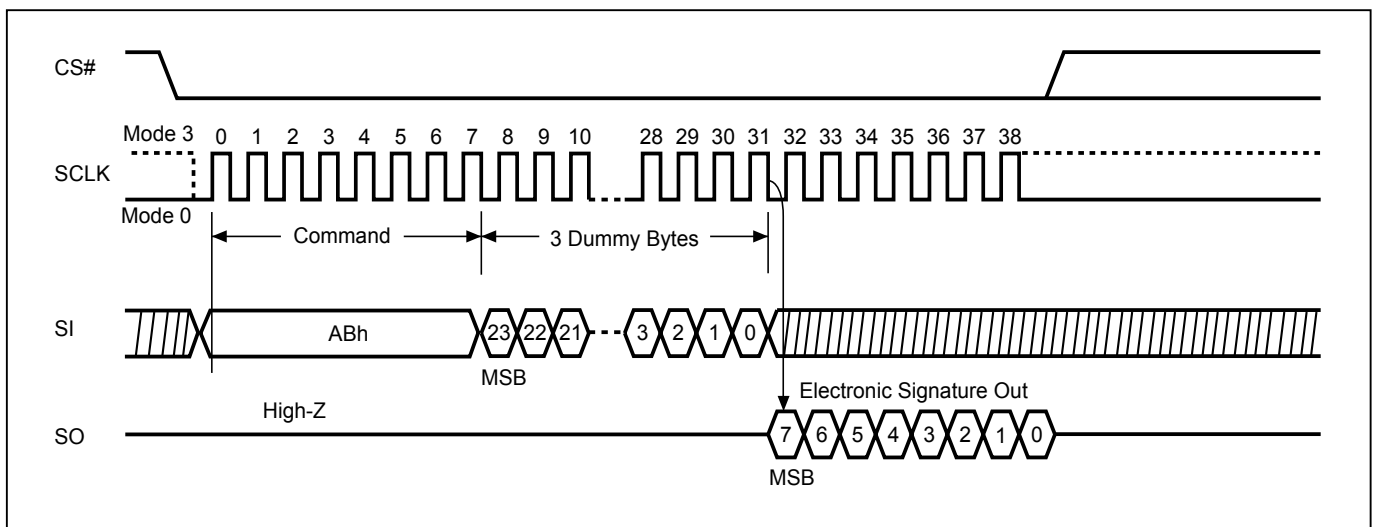 CS#
Mode 3 0 1 2 3 4 5 6 7 8 9 10 28 29 30 31 32 33 34 35 36 37 38
SCLK
Mode 0
Command 3 Dummy Bytes
SI ABh 23 22 21 3 2 1 0
MSB
Electronic Signature Out
High-Z
SO 7 6 5 4 3 2 1 0
MSB